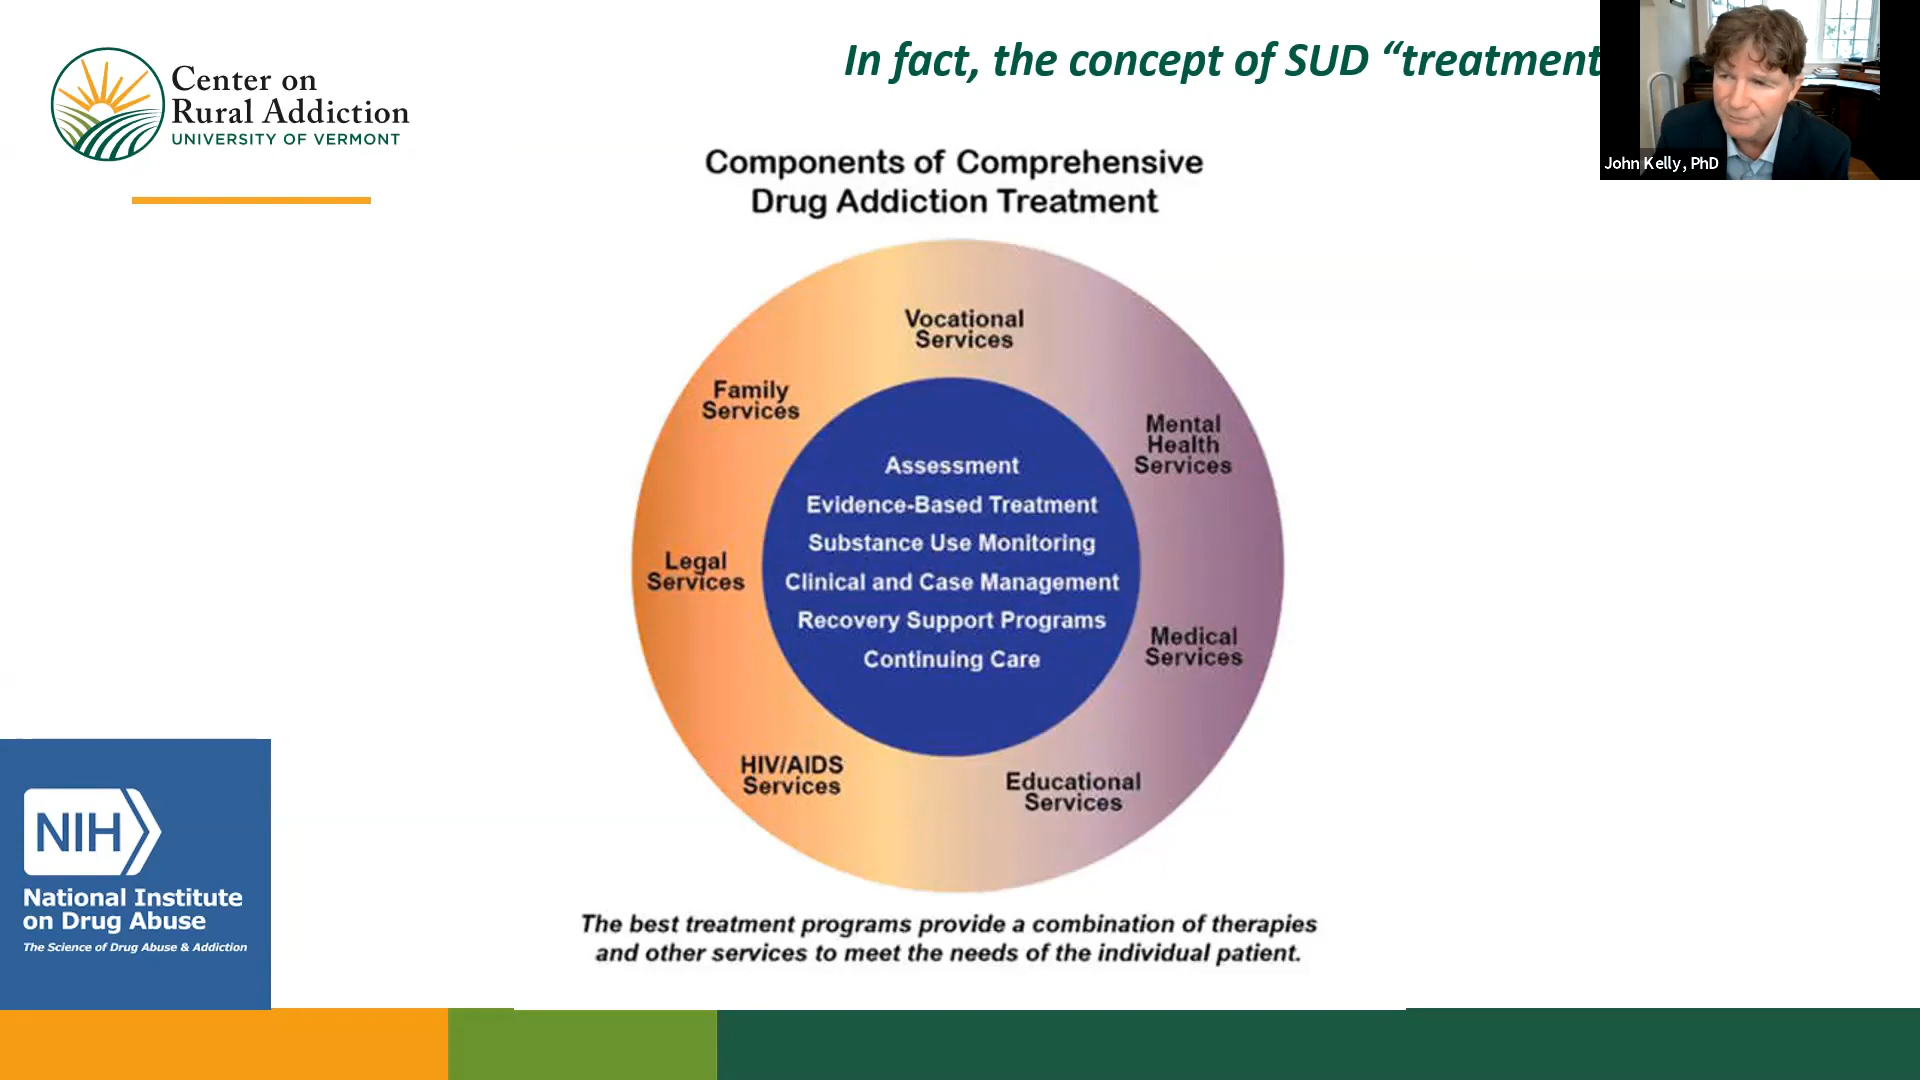 Center on
Rural Addiction
UNIVERSITY OF VERMONT
In fact, the concept of SUD “treatment
John Kelly, PhD
Components of Comprehensive
Drug Addiction Treatment
Vocational
Services
Family
Services
Mental
Health
Services
Legal
Services
Assessment
Evidence-Based Treatment
Substance Use Monitoring
Clinical and Case Management
Recovery Support Programs
Continuing Care
Medical
Services
HIV/AIDS
Services
Educational
Services
The best treatment programs provide a combination of therapies
and other services to meet the needs of the individual patient.
NIH
National Institute
on Drug Abuse
The Science of Drug Abuse & Addiction